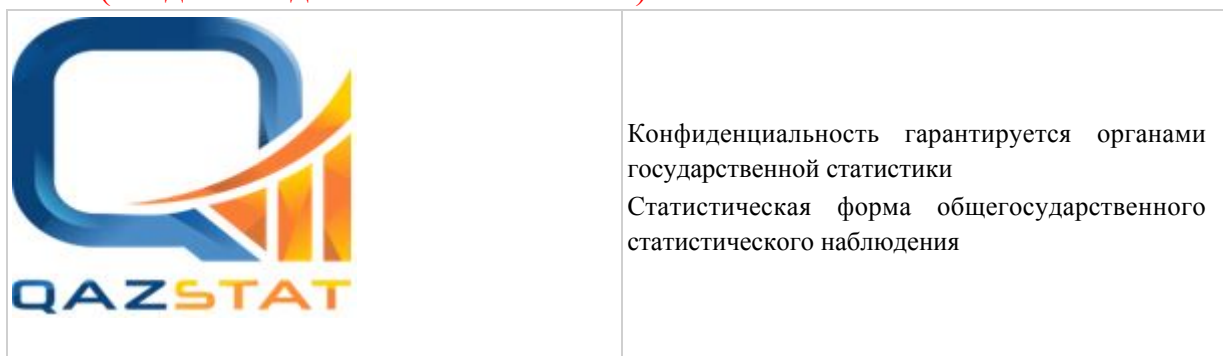 QAZSTAT
Конфиденциальность гарантируется органами
государственной статистики
Статистическая форма общегосударственного
статистического наблюдения